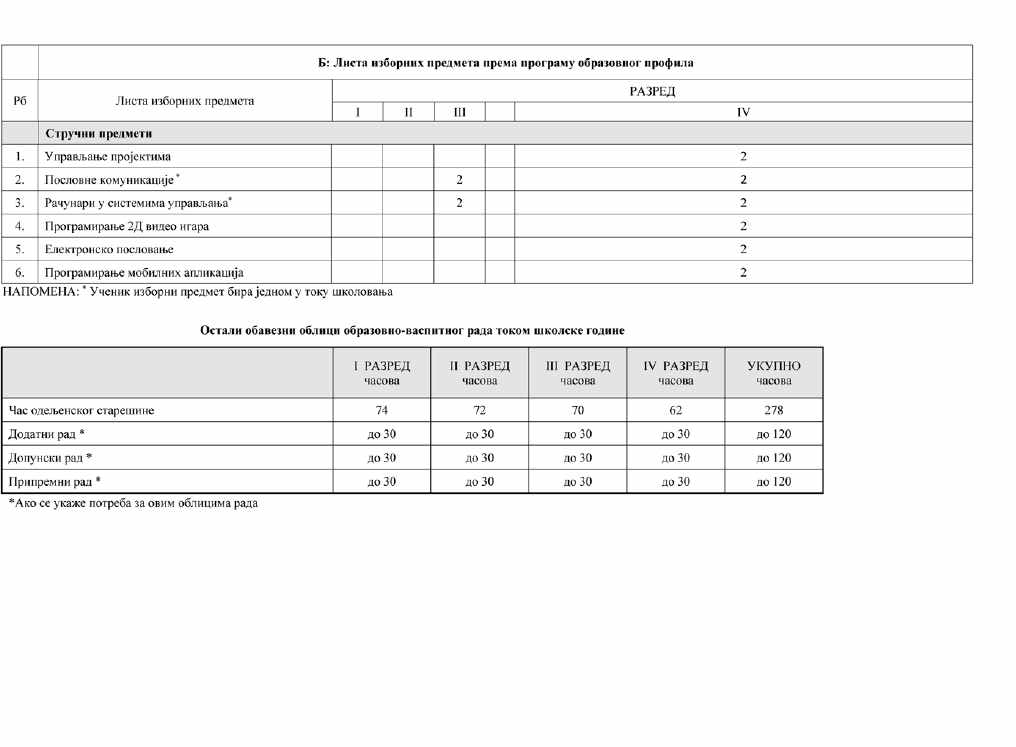 Б: Листа изборних предмета према програму образовног профила
Рб Листа изборних предмета РАЗРЕД
I II III IV
Стручни предмети
1. Управљање пројектима 2
2. Пословне комуникације * 2 2
3. Рачунари у системима управљања* 2 2
4. Програмирање 2Д видео игара 2
5. Електронско пословање 2
6. Програмирање мобилних апликација 2
НАПОМЕНА: * Ученик изборни предмет бира једном у току школовања
Остали обавезни облици образовно-васпитног рада током школске године
I РАЗРЕД II РАЗРЕД III РАЗРЕД IV РАЗРЕД УКУПНО
часова часова часова часова часова
Час одељенског старешине 74 72 70 62 278
Додатни рад * до 30 до 30 до 30 до 30 до 120
Допунски рад * до 30 до 30 до 30 до 30 до 120
Припремни рад * до 30 до 30 до 30 до 30 до 120
*Ако се укаже потреба за овим облицима рада